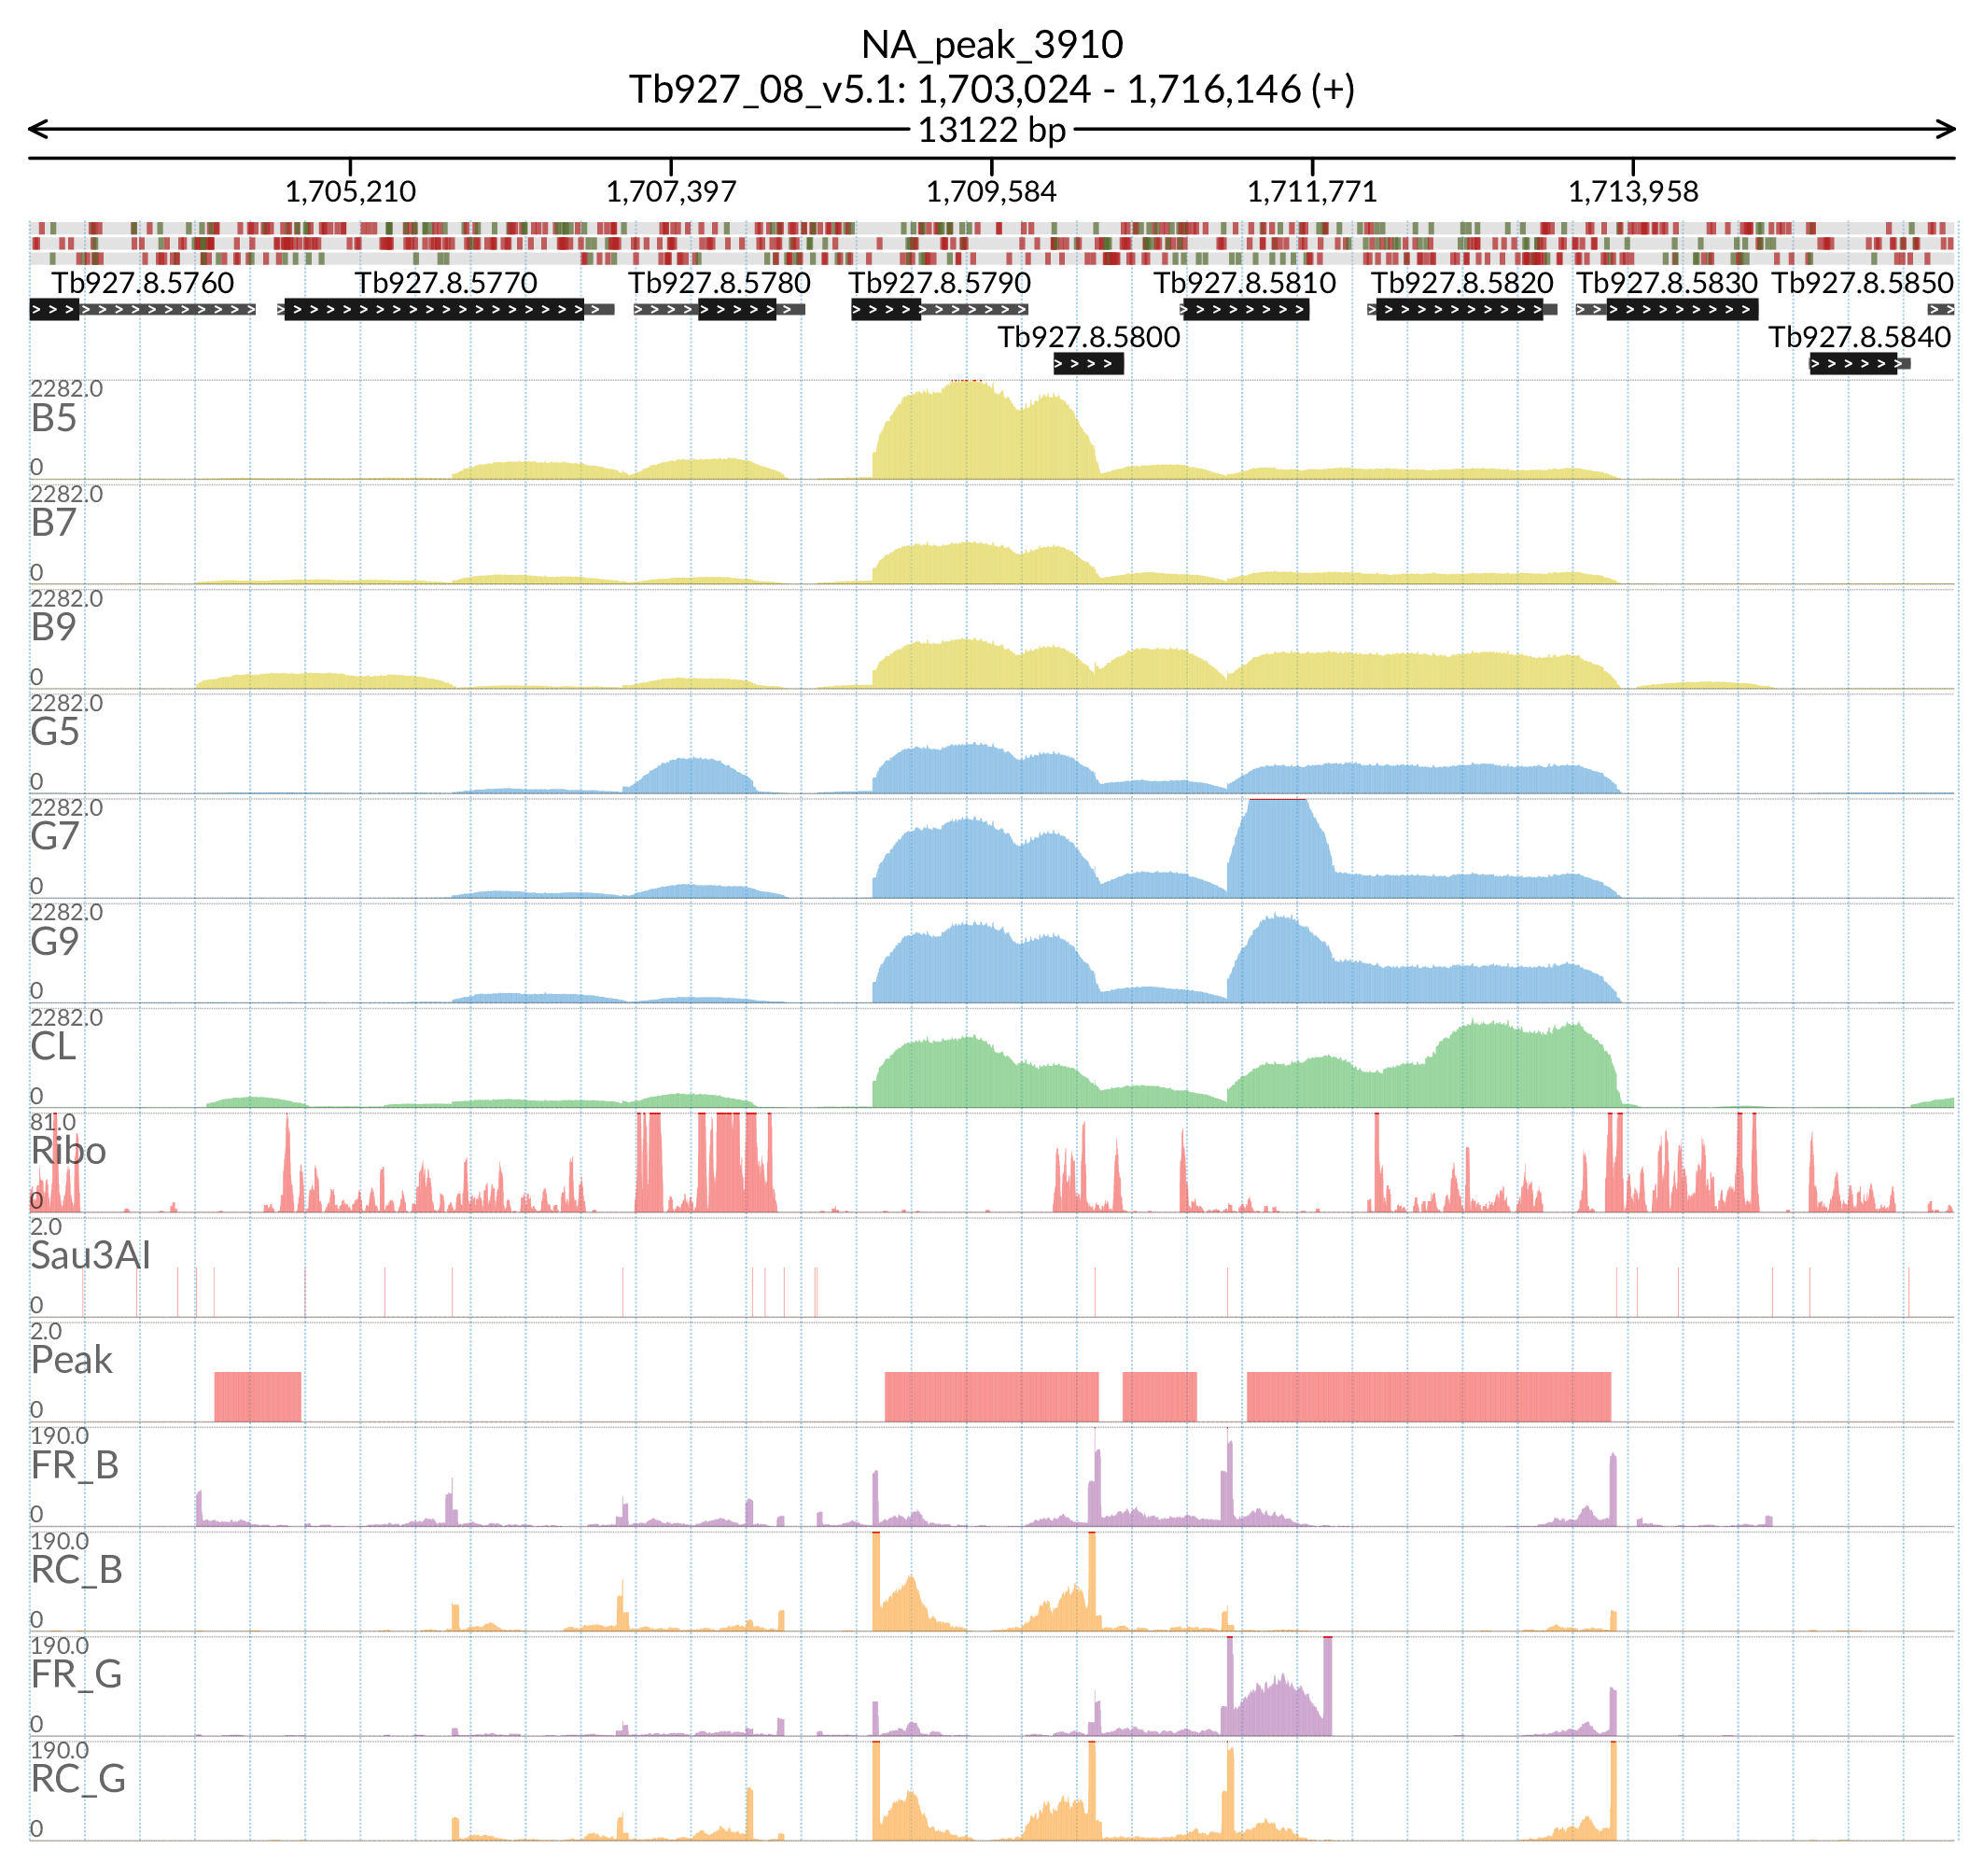 NA_peak_3910
Tb927_08_v5.1: 1,703,024 - 1,716,146 (+)
13122 bp
1,705,210 1,707,397 1,709,584 1,711,771 1,713,958
Tb927.8.5760 Tb927.8.5770 Tb927.8.5780 Tb927.8.5790 Tb927.8.5810 Tb927.8.5820 Tb927.8.5830 Tb927.8.5850
Tb927.8.5800 Tb927.8.5840
2282.0
B5
0
2282.0
B7
0
2282.0
B9
0
2282.0
G5
0
2282.0
G7
0
2282.0
G9
0
2282.0
CL
0
81.0
Ribo
0
2.0
Sau3AI
0
2.0
Peak
0
190.0
FR_B
0
190.0
RC_B
0
190.0
FR_G
0
190.0
RC_G
0